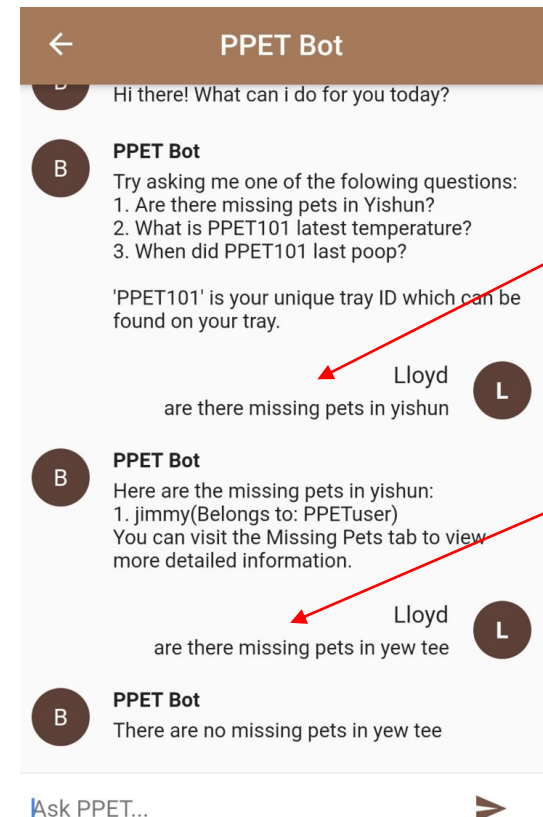 PPET Bot
Hi there! What can i do for you today?
B
PPET Bot
Try asking me one of the folowing questions:
1. Are there missing pets in Yishun?
2. What is PPET101 latest temperature?
3. When did PPET101 last poop?
'PPET101' is your unique tray ID which can be
found on your tray.
Lloyd
L
are there missing pets in yishun
B
PPET Bot
Here are the missing pets in yishun:
1. jimmy(Belongs to: PPETuser)
You can visit the Missing Pets tab to view
more detailed information.
Lloyd
L
are there missing pets in yew tee
B
PPET Bot
There are no missing pets in yew tee
Ask PPET...